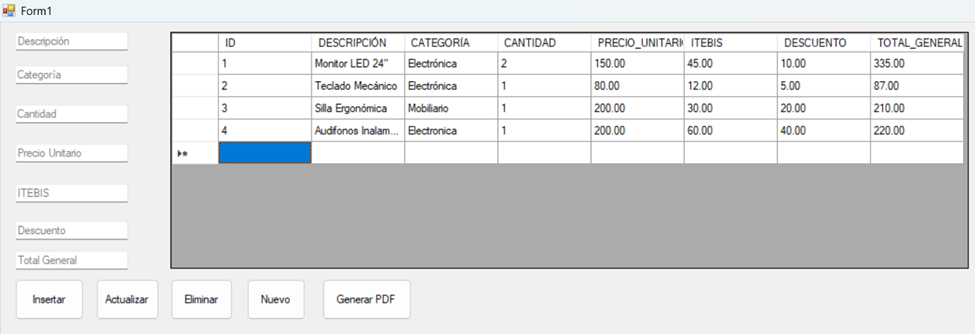 Form1
Descripción
Categoría
Cantidad
Precio Unitario
ITEBIS
Descuento
Total General
ID DESCRIPCIÓN CATEGORÍA CANTIDAD PRECIO_UNITARI ITEBIS DESCUENTO TOTAL_GENERAL
1 Monitor LED 24" Electrónica 2 150.00 45.00 10.00 335.00
2 Teclado Mecánico Electrónica 1 80.00 12.00 5.00 87.00
3 Silla Ergonómica Mobiliario 1 200.00 30.00 20.00 210.00
4 Audifonos Inalam... Electronica 1 200.00 60.00 40.00 220.00
Insertar Actualizar Eliminar Nuevo Generar PDF